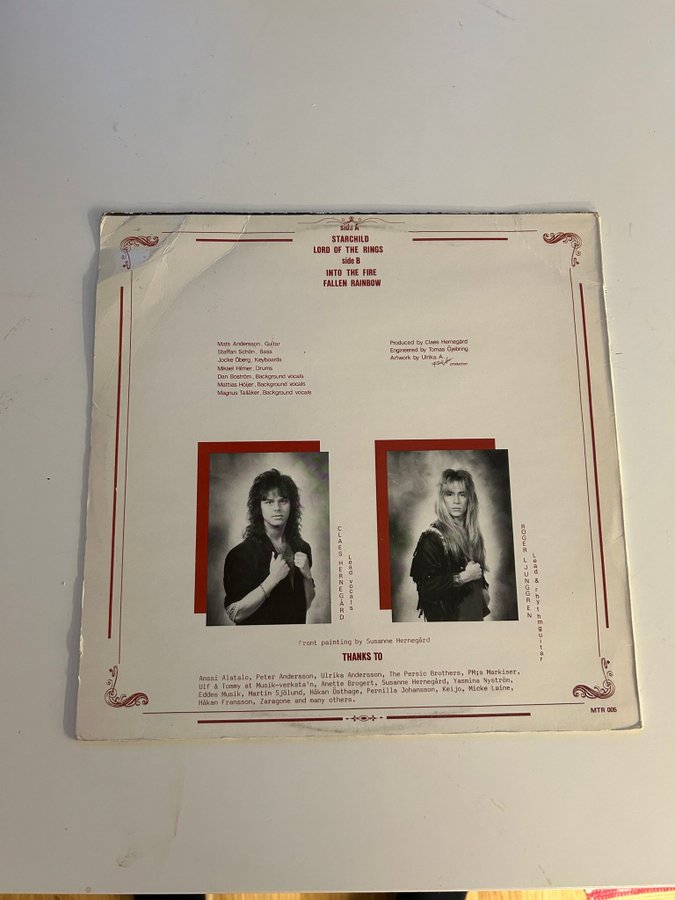 side A
STARCHILD
LORD OF THE RINGS
side B
INTO THE FIRE
FALLEN RAINBOW
Mats Andersson, Guitar
Staffan Schön, Bass
Jocke Öberg, Keyboards
Mikael Hilmer, Drums
Dan Boström, Background vocals
Mattias Höijer, Background vocals
Magnus Tallåker, Background vocals
Produced by Claes Hernegård
Engineered by Tomas Öjebring
Artwork by Ulrika A.
production
CLAES HERNEGÅRD
Lead vocals
ROGER LJUNGGREN
Lead & rhythmguitar
Front painting by Susanne Hernegård
THANKS TO
Anssi Alatalo, Peter Andersson, Ulrika Andersson, The Persic Brothers, PM;s Markiser,
Ulf & Tommy at Musik-verksta'n, Anette Brogert, Susanne Hernegård, Yasmina Nyström,
Eddes Musik, Martin Sjölund, Håkan Östhage, Pernilla Johansson, Keijo, Micke Laine,
Håkan Fransson, Zaragone and many others.
MTR 005